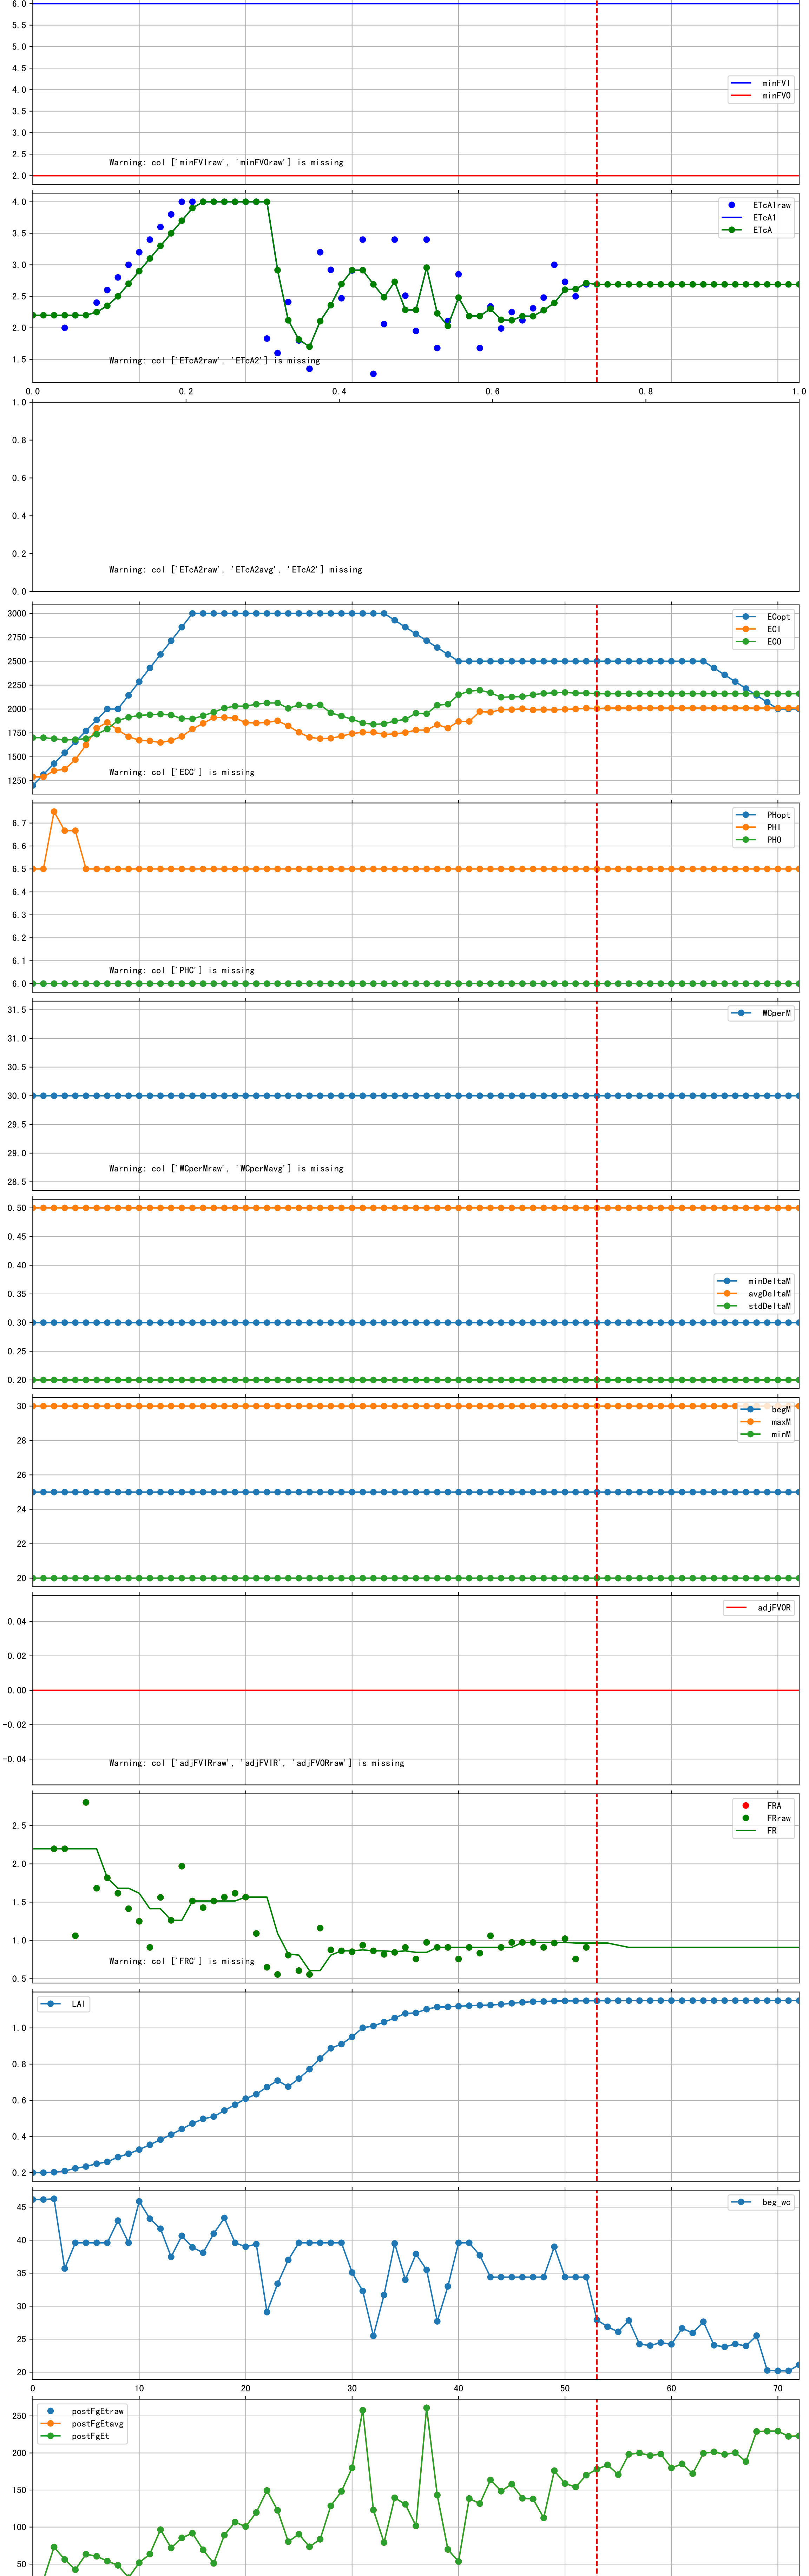 6.0
5.5
5.0
4.5
4.0
3.5
3.0
2.5
2.0
minFVI
minFVO
Warning: col ['minFVIraw', 'minFVOraw'] is missing
4.0
3.5
3.0
2.5
2.0
1.5
ETcA1raw
ETcA1
ETcA
Warning: col ['ETcA2raw', 'ETcA2'] is missing
0.0 0.2 0.4 0.6 0.8 1.0
1.0
0.8
0.6
0.4
0.2
0.0
Warning: col ['ETcA2raw', 'ETcA2avg', 'ETcA2'] missing
3000
2750
2500
2250
2000
1750
1500
1250
ECopt
ECI
ECO
Warning: col ['ECC'] is missing
6.7
6.6
6.5
6.4
6.3
6.2
6.1
6.0
PHopt
PHI
PHO
Warning: col ['PHC'] is missing
31.5
31.0
30.5
30.0
29.5
29.0
28.5
WCperM
Warning: col ['WCperMraw', 'WCperMavg'] is missing
0.50
0.45
0.40
0.35
0.30
0.25
0.20
minDeltaM
avgDeltaM
stdDeltaM
30
28
26
24
22
20
begM
maxM
minM
0.04
0.02
0.00
-0.02
-0.04
adjFVOR
Warning: col ['adjFVIRraw', 'adjFVIR', 'adjFVORraw'] is missing
2.5
2.0
1.5
1.0
0.5
FRA
FRraw
FR
Warning: col ['FRC'] is missing
1.0
0.8
0.6
0.4
0.2
LAI
45
40
35
30
25
20
beg_wc
0 10 20 30 40 50 60 70
250
200
150
100
50
postFgEtraw
postFgEtavg
postFgEt